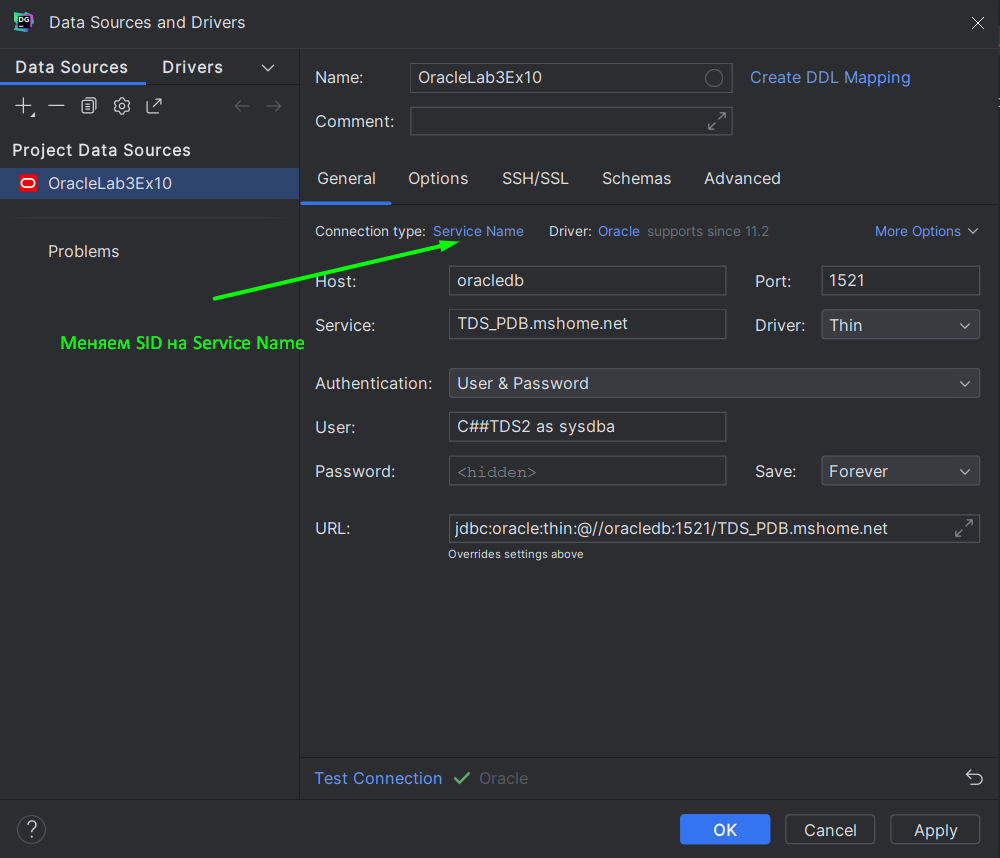 DG Data Sources and Drivers
Data Sources Drivers
Name: OracleLab3Ex10 Create DDL Mapping
Comment:
Project Data Sources
OracleLab3Ex10
General Options SSH/SSL Schemas Advanced
Problems
Connection type: Service Name Driver: Oracle supports since 11.2 More Options
Host: oracledb Port: 1521
Service: TDS_PDB.mshome.net Driver: Thin
Меняем SID на Service Name
Authentication: User & Password
User: C##TDS2 as sysdba
Password: <hidden> Save: Forever
URL: jdbc:oracle:thin:@//oracledb:1521/TDS_PDB.mshome.net
Overrides settings above
Test Connection Oracle
? OK Cancel Apply